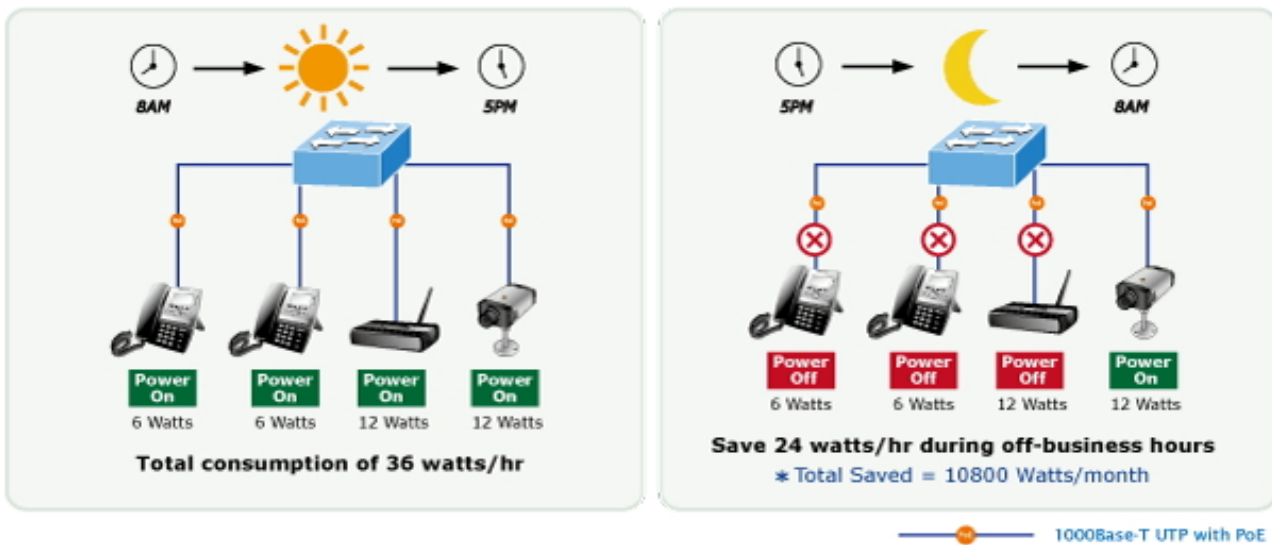 8AM
5PM
Power
On
6 Watts
Power
On
6 Watts
Power
On
12 Watts
Power
On
12 Watts
Total consumption of 36 watts/hr
5PM
8AM
Power
Off
6 Watts
Power
Off
6 Watts
Power
Off
12 Watts
Power
On
12 Watts
Save 24 watts/hr during off-business hours
* Total Saved = 10800 Watts/month
1000Base-T UTP with PoE